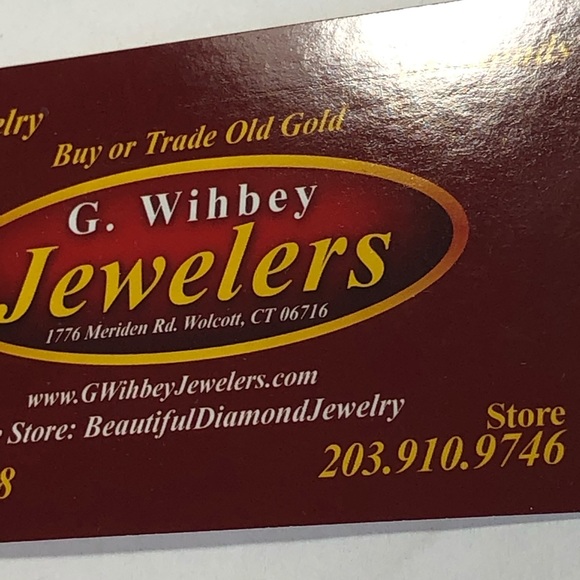 elry
Buy or Trade Old Gold
G. Wihbey
Jewelers
1776 Meriden Rd. Wolcott, CT 06716
www.GWihbeyJewelers.com
Store: BeautifulDiamondJewelry
Store
203.910.9746
8